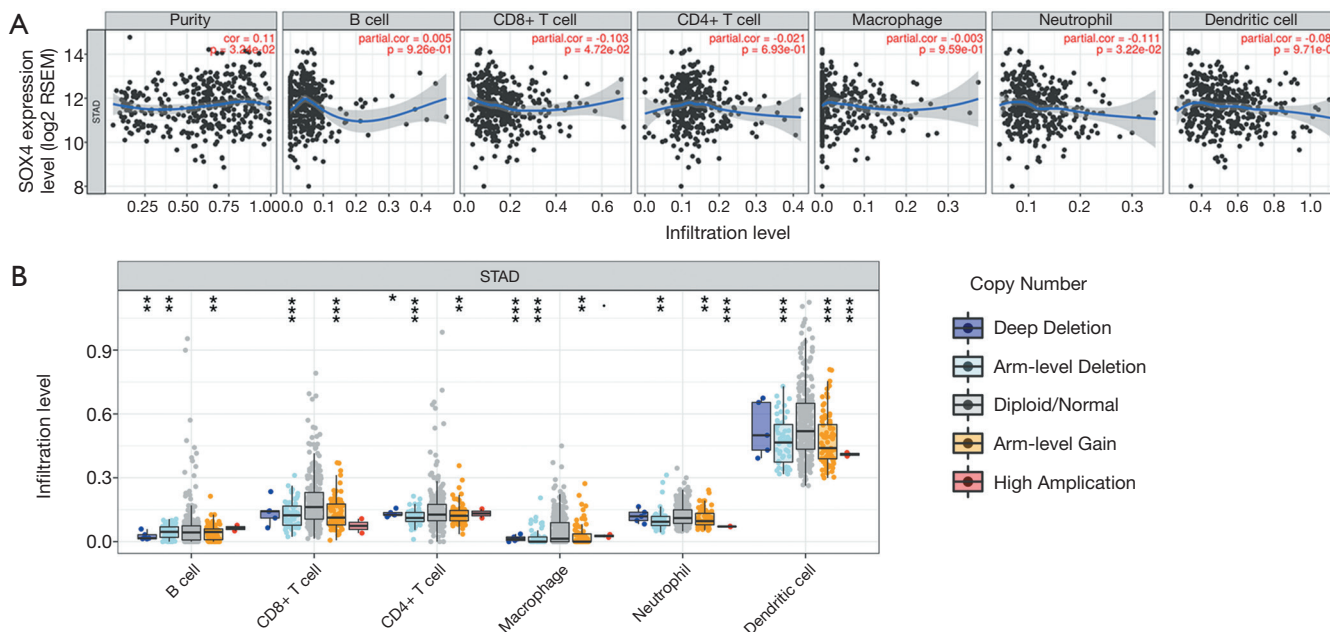 A
Purity
B cell
CD8+ T cell
CD4+ T cell
Macrophage
Neutrophil
Dendritic cell
cor = 0.11
p = 3.24e-02
partial.cor = 0.005
p = 9.26e-01
partial.cor = -0.103
p = 4.72e-02
partial.cor = -0.021
p = 6.93e-01
partial.cor = -0.003
p = 9.59e-01
partial.cor = -0.111
p = 3.22e-02
partial.cor = -0.08
p = 9.71e-0
SOX4 expression
level (log2 RSEM)
STAD
14
12
10
8
0.25 0.50 0.75 1.00
0.0 0.1 0.2 0.3 0.4
0.0 0.2 0.4 0.6
0.0 0.1 0.2 0.3 0.4
0.0 0.1 0.2 0.3
0.1 0.2 0.3
0.4 0.6 0.8 1.0
Infiltration level
B
STAD
** ** ** *** *** * *** ** *** *** ** . ** ** *** *** *** ***
Infiltration level
0.9
0.6
0.3
0.0
B cell
CD8+ T cell
CD4+ T cell
Macrophage
Neutrophil
Dendritic cell
Copy Number
Deep Deletion
Arm-level Deletion
Diploid/Normal
Arm-level Gain
High Amplication